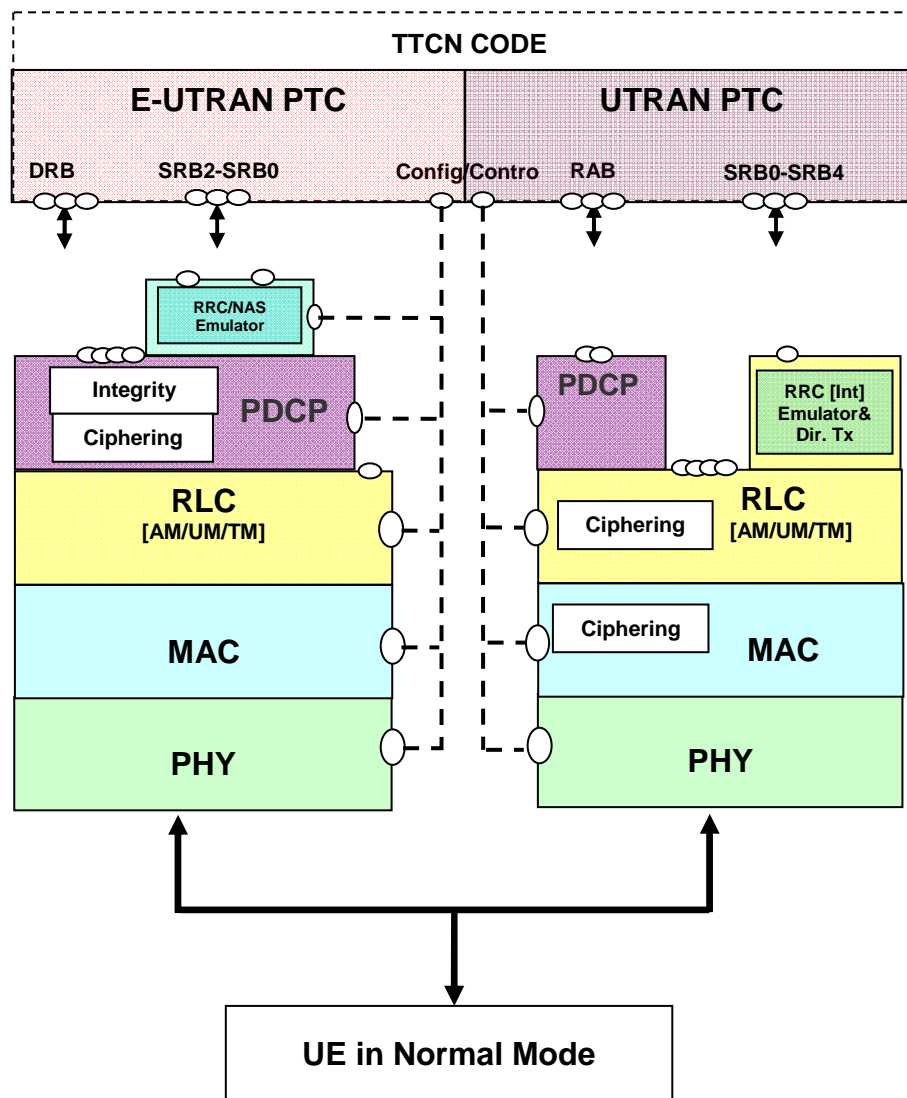 TTCN CODE
E-UTRAN PTC
UTRAN PTC
DRB
SRB2-SRB0
Config/Contro
RAB
SRB0-SRB4
RRC/NAS
Emulator
Integrity
Ciphering
PDCP
PDCP
RRC [Int]
Emulator&
Dir. Tx
RLC
[AM/UM/TM]
Ciphering
RLC
[AM/UM/TM]
MAC
Ciphering
MAC
PHY
PHY
UE in Normal Mode